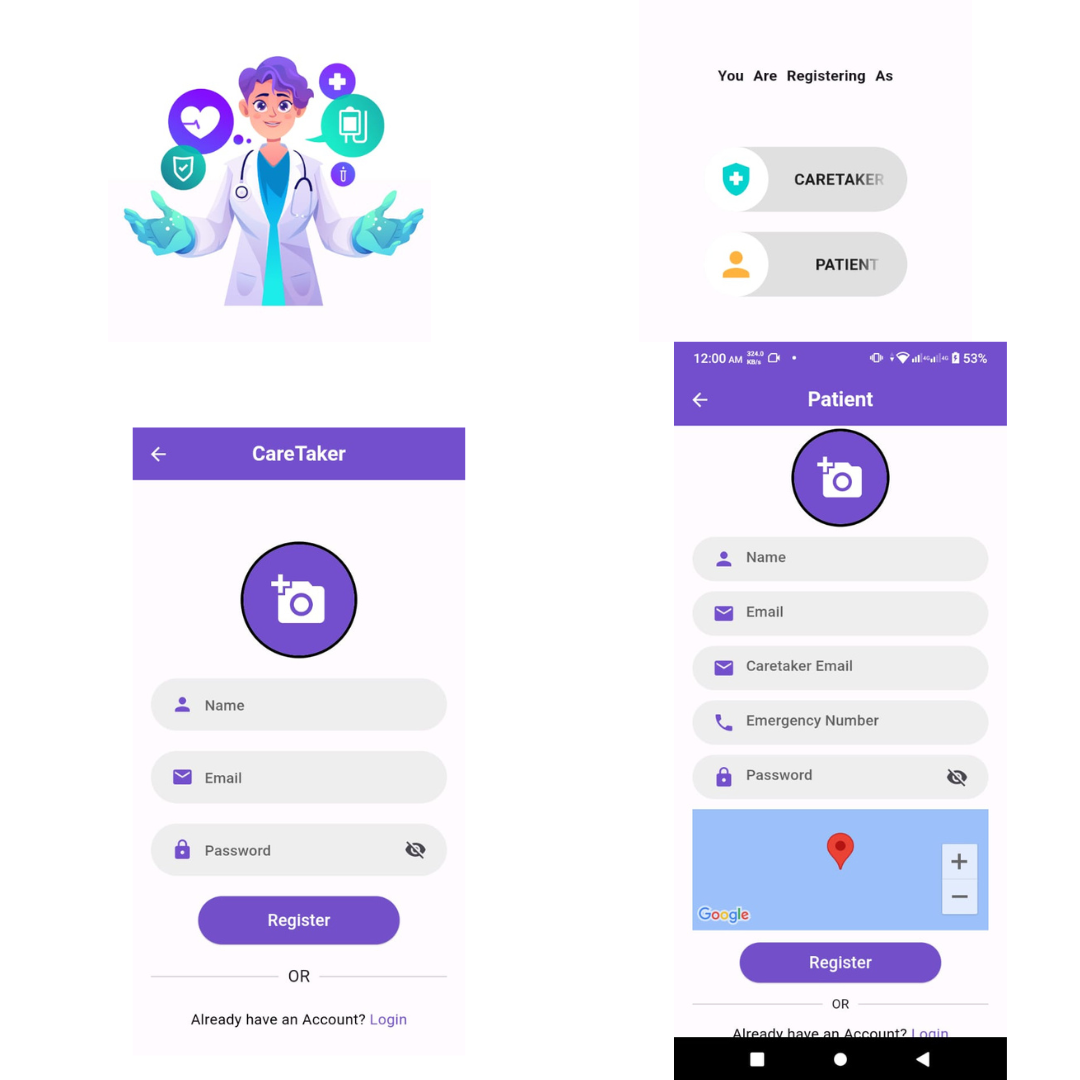 You Are Registering As
CARETAKER
PATIENT
CareTaker
Name
Email
Password
Register
OR
Already have an Account? Login
12:00 AM 324.0 KB/s 4G 4G 53%
Patient
Name
Email
Caretaker Email
Emergency Number
Password
+
−
Google
Register
OR
Already have an Account? Login